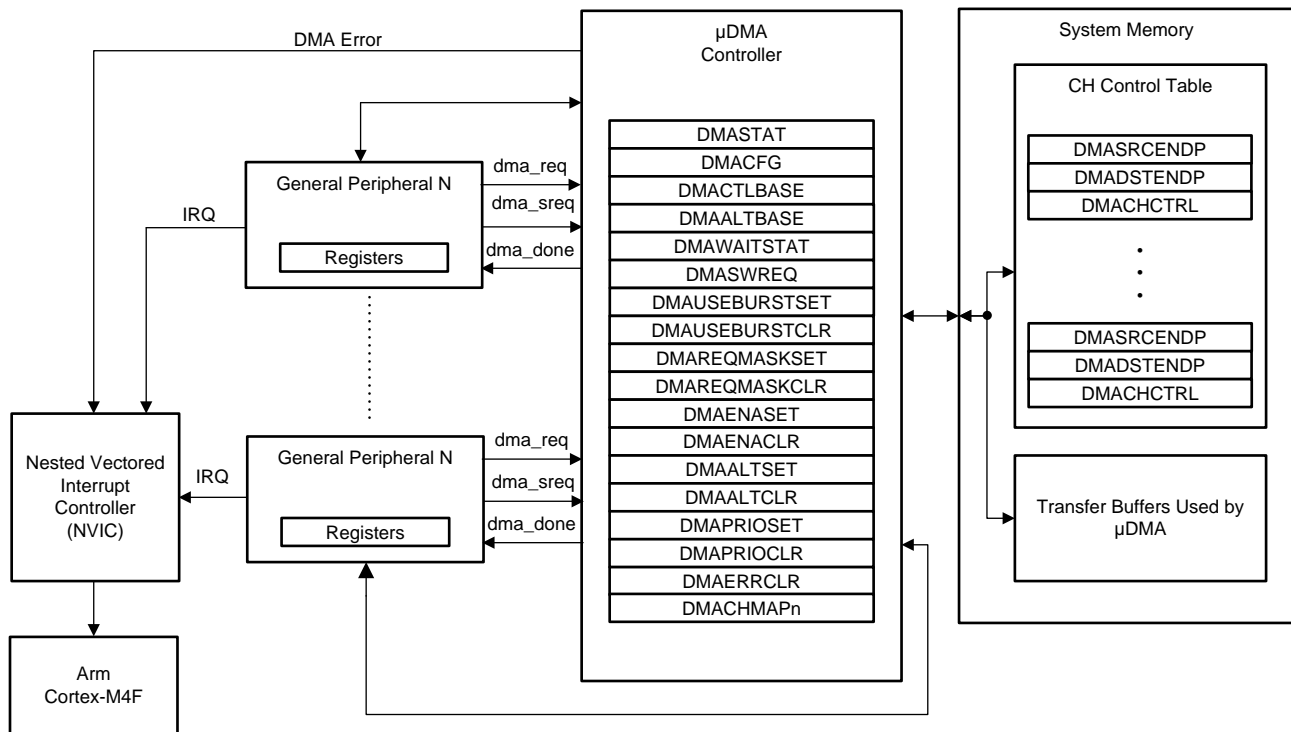 DMA Error
µDMA
Controller
System Memory
CH Control Table
DMASTAT
DMACFG
DMACTLBASE
DMAALTBASE
DMAWAITSTAT
DMASWREQ
DMAUSEBURSTSET
DMAUSEBURSTCLR
DMAREQMASKSET
DMAREQMASKCLR
DMAENASET
DMAENACLR
DMAALTSET
DMAALTCLR
DMAPRIOSET
DMAPRIOCLR
DMAERRCLR
DMACHMAPn
DMASRCENDP
DMADSTENDP
DMACHCTRL
DMASRCENDP
DMADSTENDP
DMACHCTRL
Transfer Buffers Used by
µDMA
General Peripheral N
Registers
dma_req
dma_sreq
dma_done
IRQ
General Peripheral N
Registers
dma_req
dma_sreq
dma_done
IRQ
Nested Vectored
Interrupt
Controller
(NVIC)
Arm
Cortex-M4F